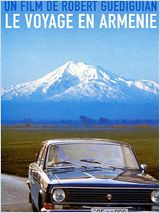 UN FILM DE ROBERT GUEDIGUIAN
LE VOYAGE EN ARMENIE